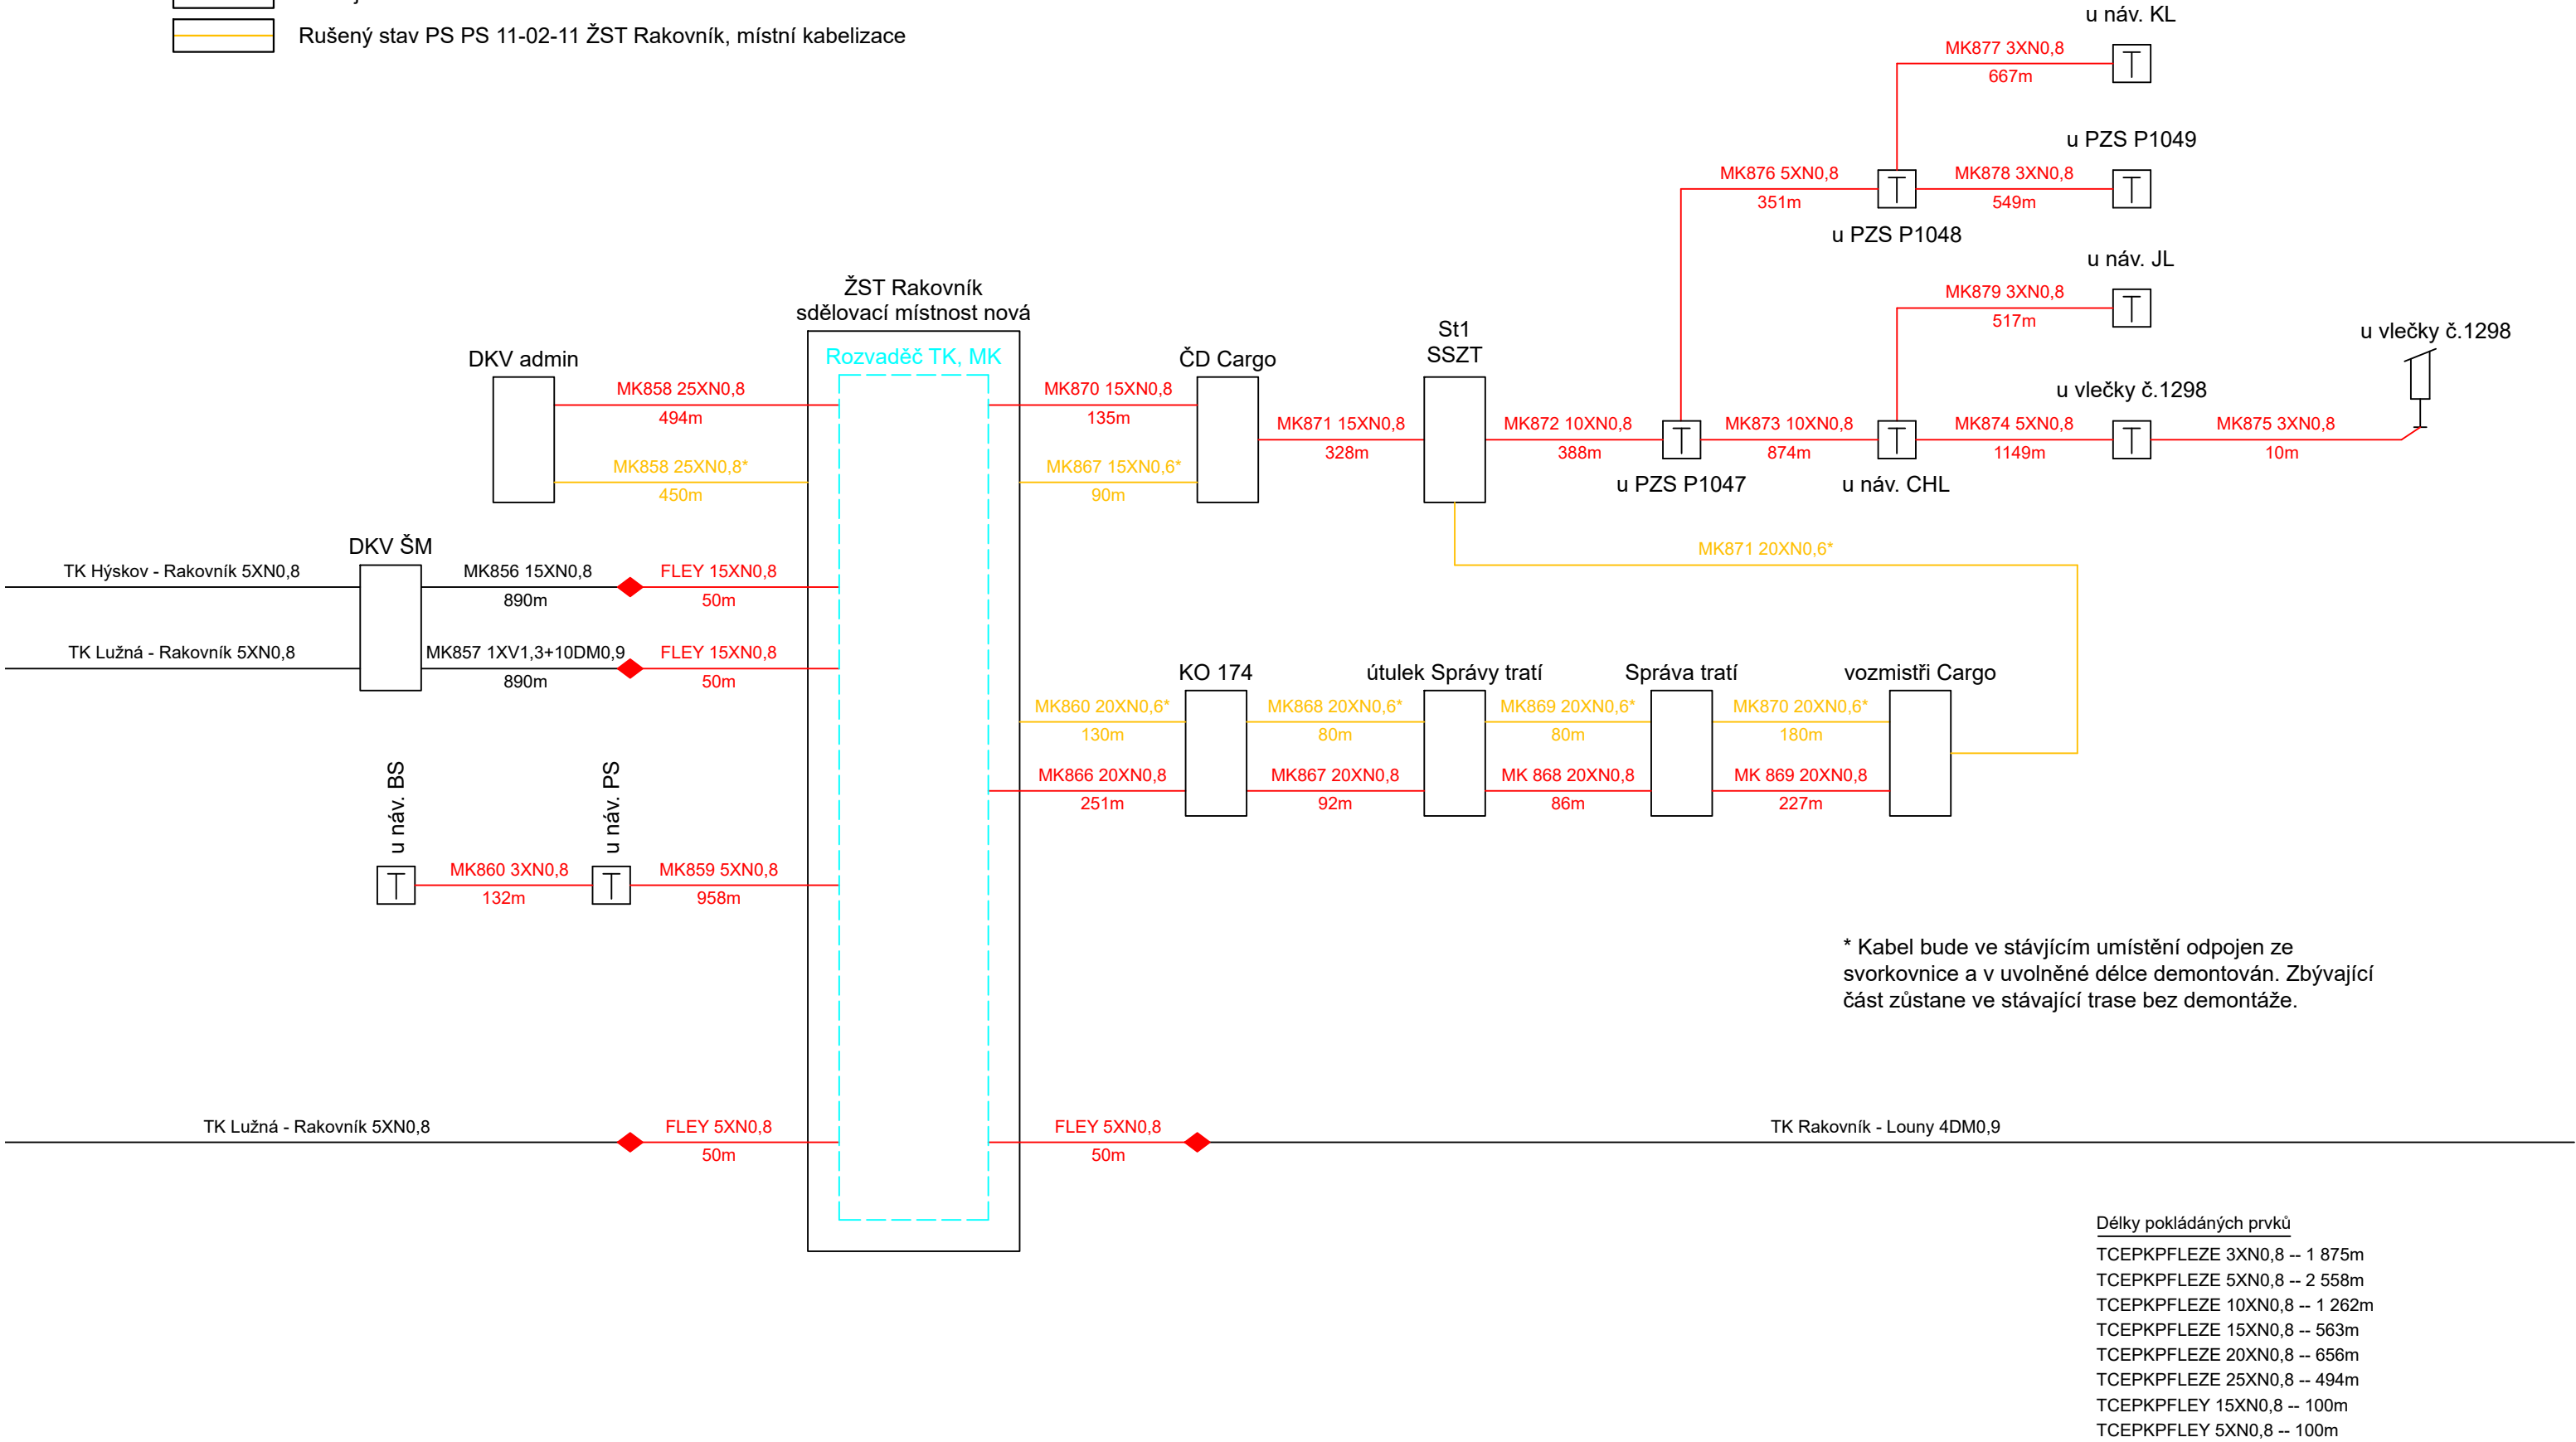 Rušený stav PS PS 11-02-11 ŽST Rakovník, místní kabelizace
u náv. KL
MK877 3XN0,8
667m
u PZS P1049
MK876 5XN0,8
351m
MK878 3XN0,8
549m
u PZS P1048
u náv. JL
MK879 3XN0,8
517m
ŽST Rakovník
sdělovací místnost nová
Rozvaděč TK, MK
DKV admin
MK858 25XN0,8
494m
MK858 25XN0,8*
450m
MK870 15XN0,8
135m
MK867 15XN0,6*
90m
ČD Cargo
MK871 15XN0,8
328m
St1
SSZT
MK872 10XN0,8
388m
u PZS P1047
MK873 10XN0,8
874m
u náv. CHL
MK874 5XN0,8
1149m
u vlečky č.1298
MK875 3XN0,8
10m
u vlečky č.1298
MK871 20XN0,6*
DKV ŠM
TK Hýskov - Rakovník 5XN0,8
MK856 15XN0,8
890m
FLEY 15XN0,8
50m
TK Lužná - Rakovník 5XN0,8
MK857 1XV1,3+10DM0,9
890m
FLEY 15XN0,8
50m
KO 174
útulek Správy tratí
Správa tratí
vozmistři Cargo
MK860 20XN0,6*
130m
MK868 20XN0,6*
80m
MK869 20XN0,6*
80m
MK870 20XN0,6*
180m
MK866 20XN0,8
251m
MK867 20XN0,8
92m
MK 868 20XN0,8
86m
MK 869 20XN0,8
227m
u náv. BS
u náv. PS
T
MK860 3XN0,8
132m
T
MK859 5XN0,8
958m
T
T
T
T
T
T
T
* Kabel bude ve stávjícím umístění odpojen ze
svorkovnice a v uvolněné délce demontován. Zbývající
část zůstane ve stávající trase bez demontáže.
TK Lužná - Rakovník 5XN0,8
FLEY 5XN0,8
50m
FLEY 5XN0,8
50m
TK Rakovník - Louny 4DM0,9
Délky pokládáných prvků
TCEPKPFLEZE 3XN0,8 -- 1 875m
TCEPKPFLEZE 5XN0,8 -- 2 558m
TCEPKPFLEZE 10XN0,8 -- 1 262m
TCEPKPFLEZE 15XN0,8 -- 563m
TCEPKPFLEZE 20XN0,8 -- 656m
TCEPKPFLEZE 25XN0,8 -- 494m
TCEPKPFLEY 15XN0,8 -- 100m
TCEPKPFLEY 5XN0,8 -- 100m